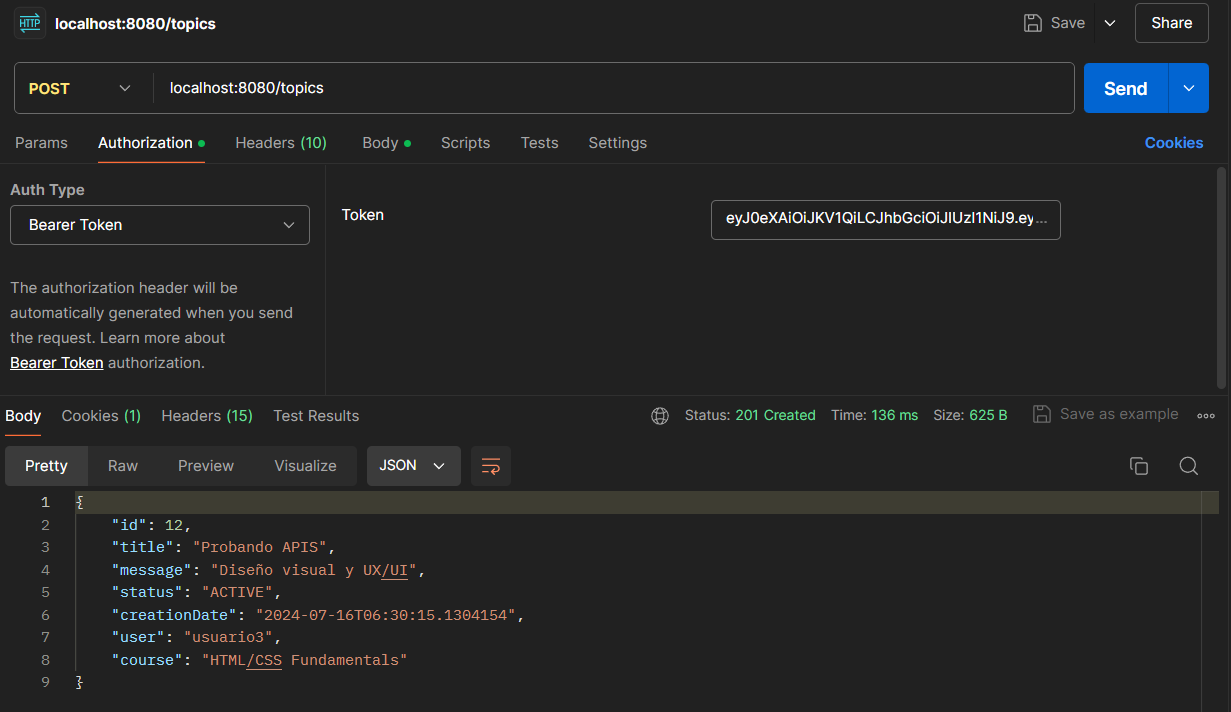 HTTP localhost:8080/topics Save Share
POST localhost:8080/topics Send
Params Authorization Headers (10) Body Scripts Tests Settings Cookies
Auth Type
Bearer Token
Token eyJ0eXAiOiJKV1QiLCJhbGciOiJIUzI1NiJ9.ey...
The authorization header will be
automatically generated when you send
the request. Learn more about
Bearer Token authorization.
Body Cookies (1) Headers (15) Test Results Status: 201 Created Time: 136 ms Size: 625 B Save as example
Pretty Raw Preview Visualize JSON
1 {
2 "id": 12,
3 "title": "Probando APIS",
4 "message": "Diseño visual y UX/UI",
5 "status": "ACTIVE",
6 "creationDate": "2024-07-16T06:30:15.1304154",
7 "user": "usuario3",
8 "course": "HTML/CSS Fundamentals"
9 }